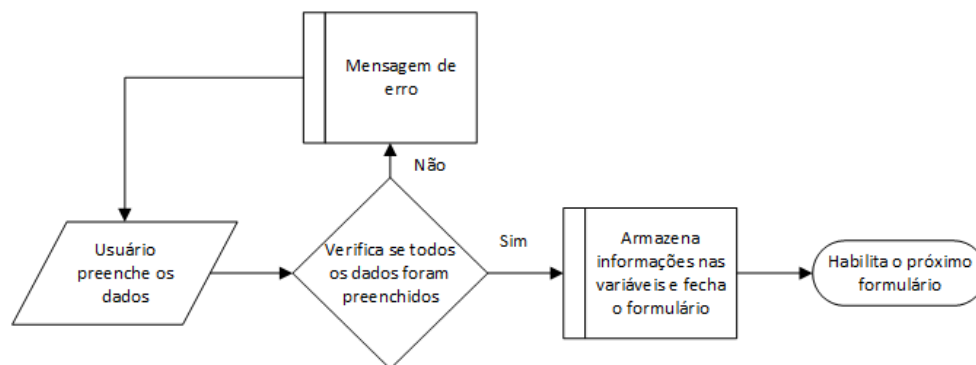 Mensagem de
erro
Não
Usuário
preenche os
dados
Verifica se todos
os dados foram
preenchidos
Sim
Armazena
informações nas
variáveis e fecha
o formulário
Habilita o próximo
formulário